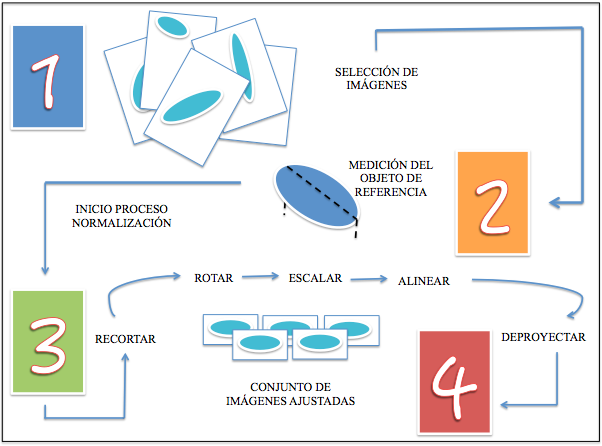 1
SELECCIÓN DE
IMÁGENES
MEDICIÓN DEL
OBJETO DE
REFERENCIA
2
INICIO PROCESO
NORMALIZACIÓN
3
RECORTAR
ROTAR
ESCALAR
ALINEAR
DEPROYECTAR
4
CONJUNTO DE
IMÁGENES AJUSTADAS